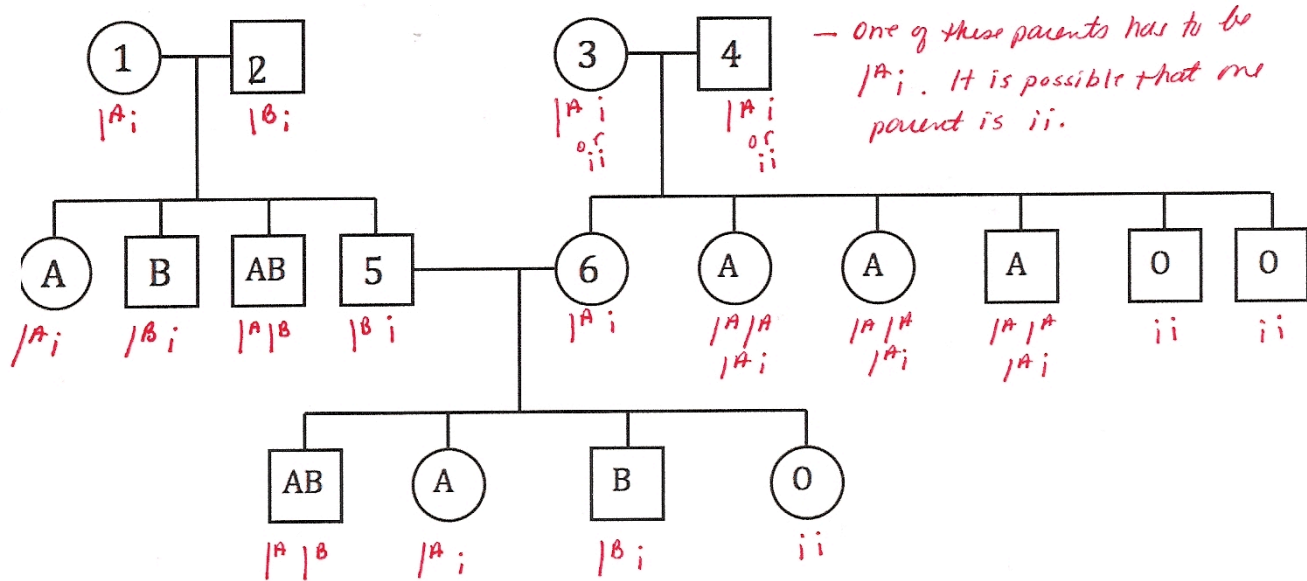 1 2 3 4 — one of these parents has to be
I^A i I^B i I^A i I^A i I^A i. It is possible that one
or or parent is ii.
ii ii
A B AB 5 6 A A A O O
I^A i I^B i I^A I^B I^B i I^A i I^A I^A I^A I^A I^A I^A ii ii
I^A i I^A i I^A i
AB A B O
I^A I^B I^A i I^B i ii